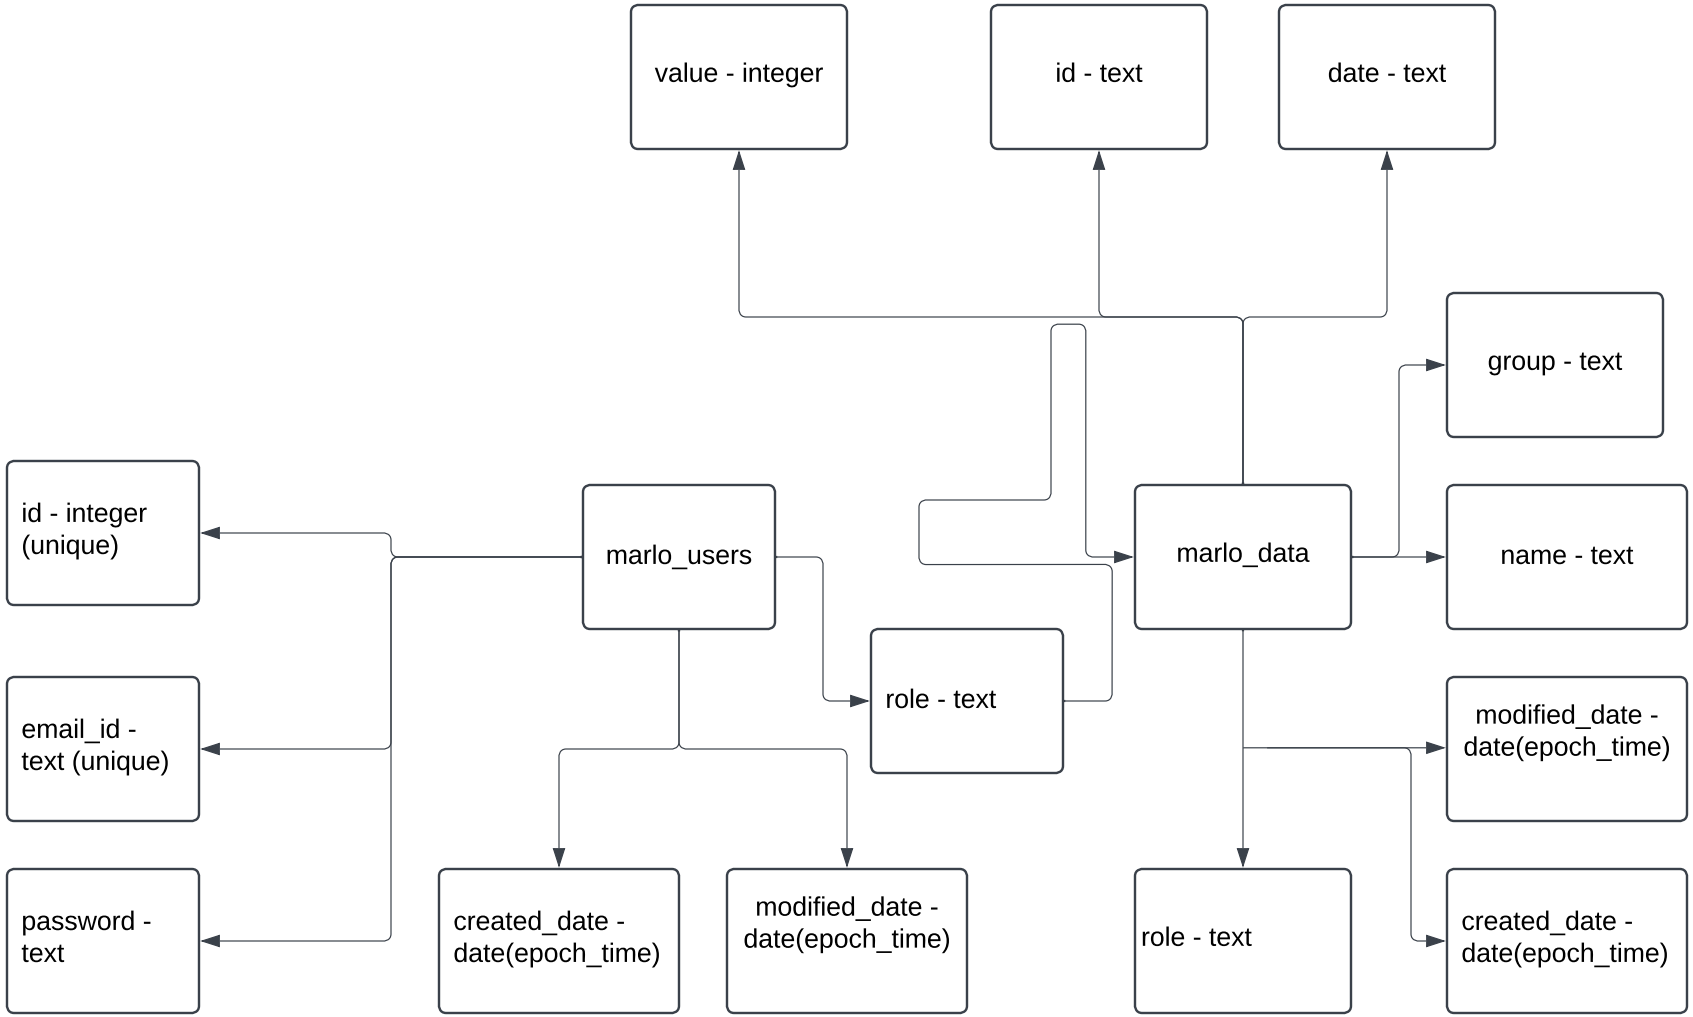 value - integer
id - text
date - text
group - text
id - integer
(unique)
marlo_users
marlo_data
name - text
email_id -
text (unique)
role - text
modified_date -
date(epoch_time)
password -
text
created_date -
date(epoch_time)
modified_date -
date(epoch_time)
role - text
created_date -
date(epoch_time)